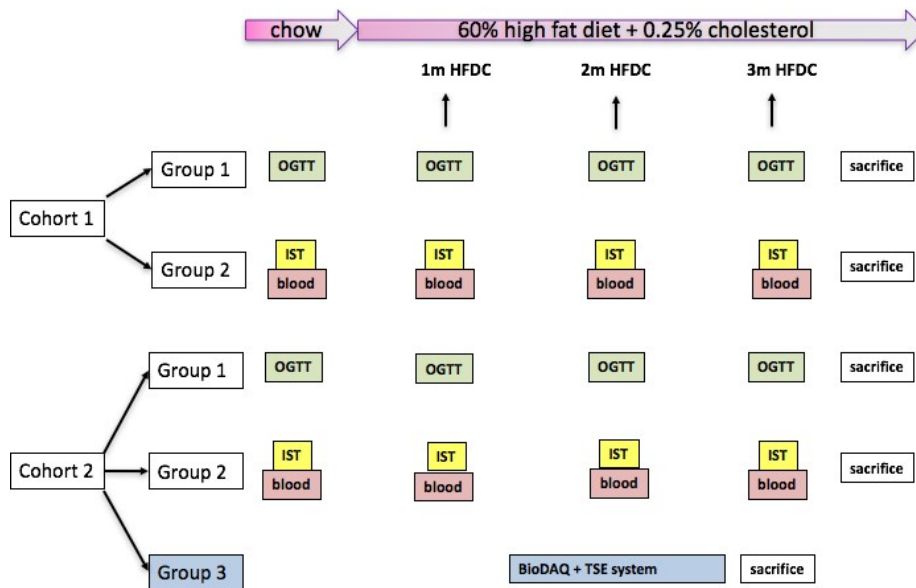 chow
60% high fat diet + 0.25% cholesterol
1m HFDC 2m HFDC 3m HFDC
Group 1 OGTT OGTT OGTT OGTT sacrifice
Cohort 1
Group 2 IST IST IST IST sacrifice
blood blood blood blood
Group 1 OGTT OGTT OGTT OGTT sacrifice
Cohort 2 Group 2 IST IST IST IST sacrifice
blood blood blood blood
Group 3 BioDAQ + TSE system sacrifice